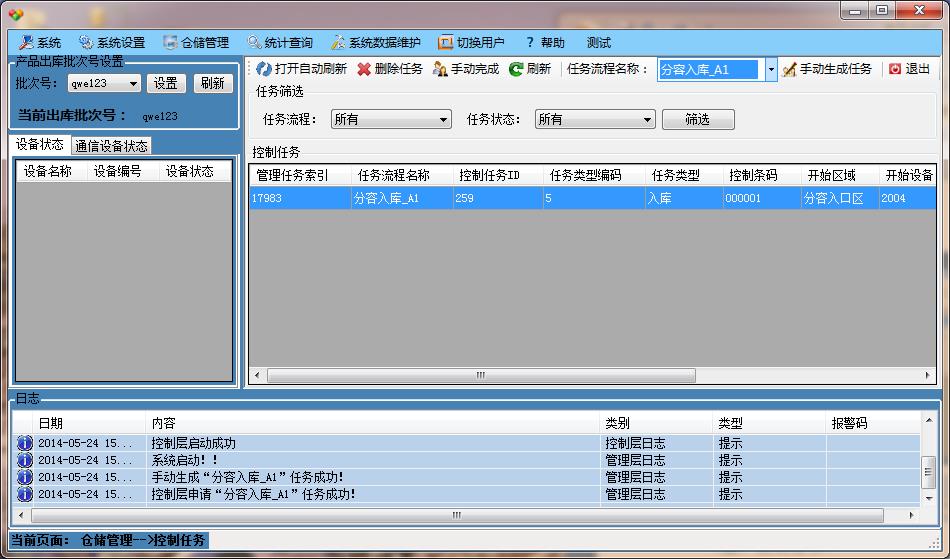 系统 系统设置 仓储管理 统计查询 系统数据维护 切换用户 ? 帮助 测试
产品出库批次号设置
批次号： qwe123 设置 刷新
当前出库批次号： qwe123
设备状态 通信设备状态
设备名称 设备编号 设备状态
打开自动刷新 删除任务 手动完成 刷新 任务流程名称： 分容入库_A1 手动生成任务 退出
任务筛选
任务流程： 所有 任务状态： 所有 筛选
控制任务
管理任务索引 任务流程名称 控制任务ID 任务类型编码 任务类型 控制条码 开始区域 开始设备
17983 分容入库_A1 259 5 入库 000001 分容入口区 2004
日志
日期 内容 类别 类型 报警码
2014-05-24 15... 控制层启动成功 控制层日志 提示
2014-05-24 15... 系统启动！！ 管理层日志 提示
2014-05-24 15... 手动生成“分容入库_A1”任务成功! 管理层日志 提示
2014-05-24 15... 控制层申请“分容入库_A1”任务成功! 管理层日志 提示
当前页面： 仓储管理-->控制任务